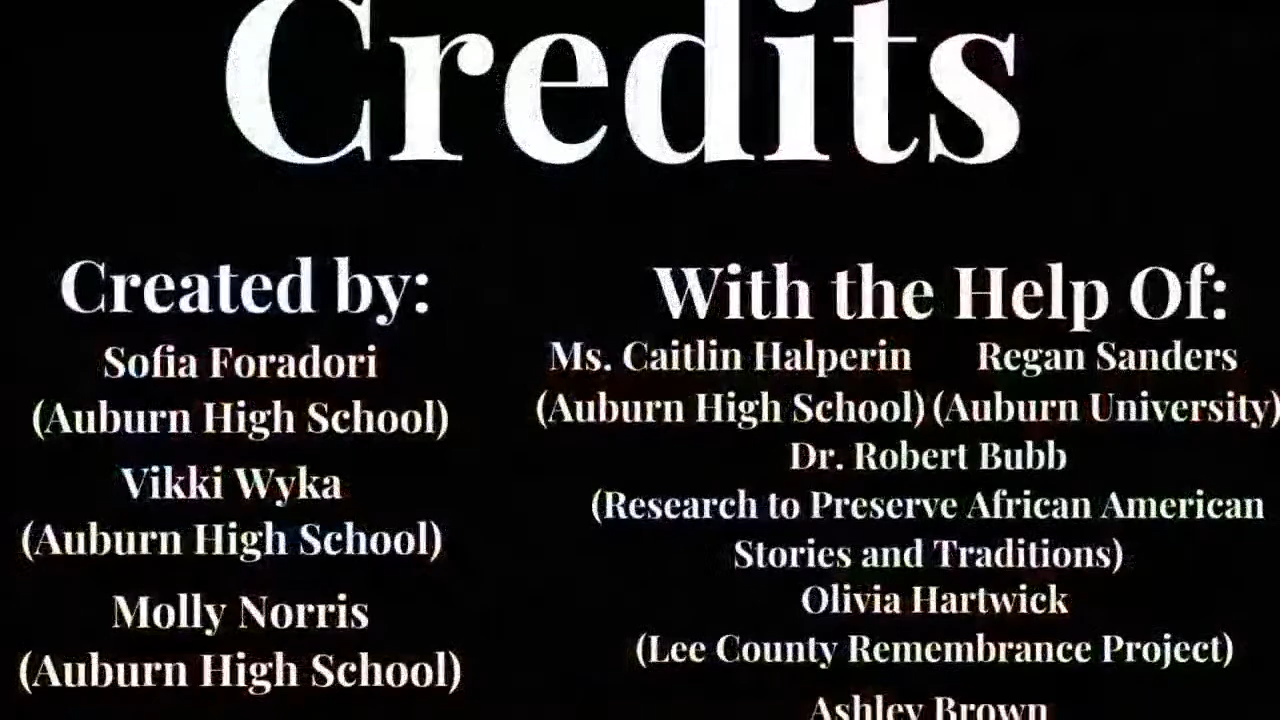 Credits
Created by:
Sofia Foradori
(Auburn High School)
Vikki Wyka
(Auburn High School)
Molly Norris
(Auburn High School)
With the Help Of:
Ms. Caitlin Halperin Regan Sanders
(Auburn High School) (Auburn University)
Dr. Robert Bubb
(Research to Preserve African American
Stories and Traditions)
Olivia Hartwick
(Lee County Remembrance Project)
Ashley Brown